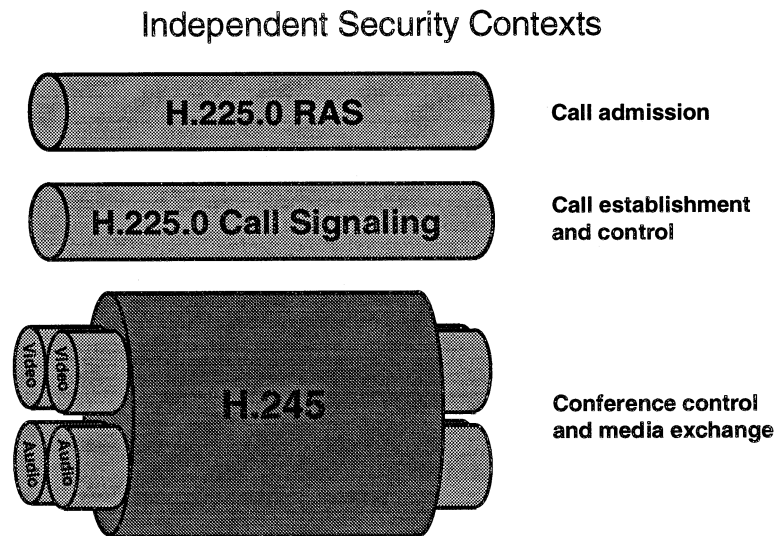 Independent Security Contexts
H.225.0 RAS
Call admission
H.225.0 Call Signaling
Call establishment
and control
Video
Video
H.245
Audio
Audio
Conference control
and media exchange